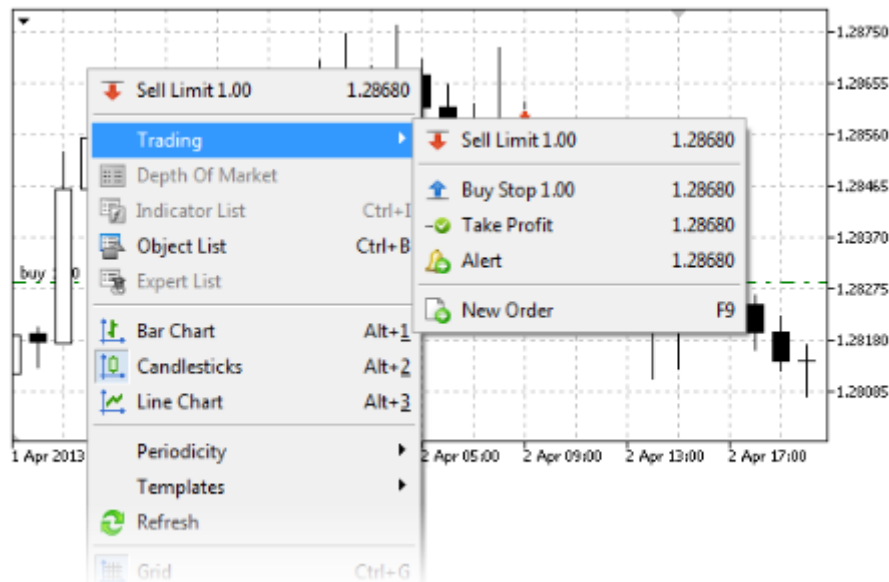 1.28750
1.28655
1.28560
1.28465
1.28370
1.28275
1.28180
1.28085
Sell Limit 1.00 1.28680
Trading
Depth Of Market
Indicator List Ctrl+I
Object List Ctrl+B
Expert List
Bar Chart Alt+1
Candlesticks Alt+2
Line Chart Alt+3
Periodicity
Templates
Refresh
Grid Ctrl+G
Sell Limit 1.00 1.28680
Buy Stop 1.00 1.28680
Take Profit 1.28680
Alert 1.28680
New Order F9
buy
1 Apr 2013 2 Apr 05:00 2 Apr 09:00 2 Apr 13:00 2 Apr 17:00